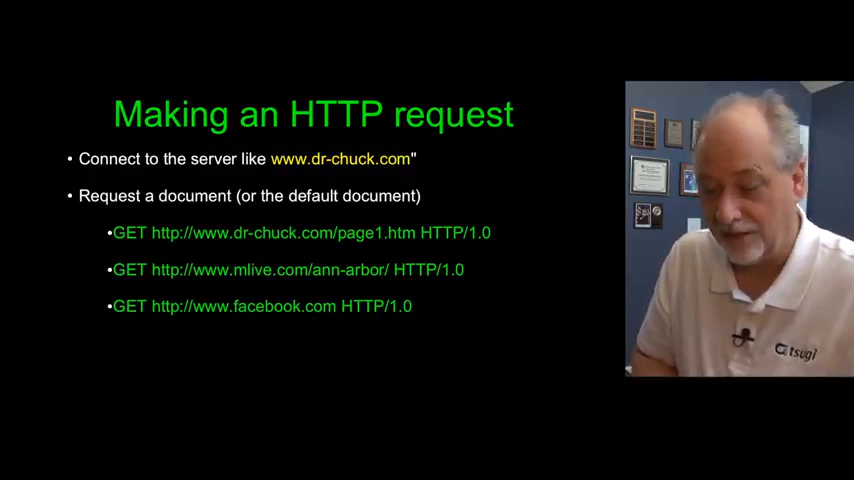 Making an HTTP request
• Connect to the server like www.dr-chuck.com"
• Request a document (or the default document)
•GET http://www.dr-chuck.com/page1.htm HTTP/1.0
•GET http://www.mlive.com/ann-arbor/ HTTP/1.0
•GET http://www.facebook.com HTTP/1.0
tsugi